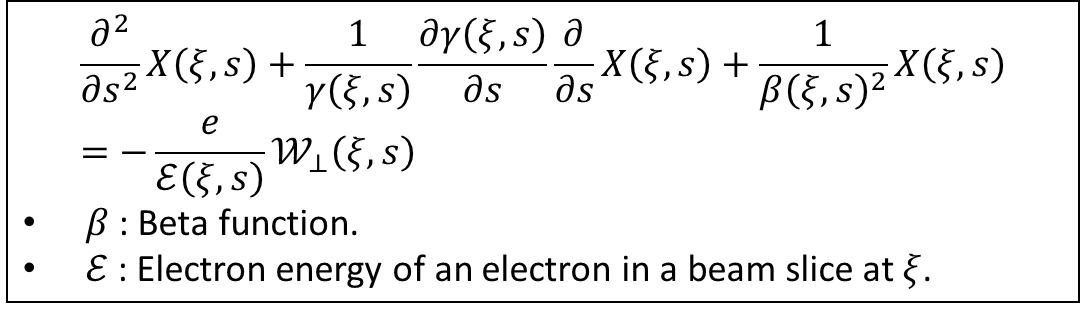 ∂²/∂s² X(ξ, s) + 1/γ(ξ, s) ∂γ(ξ, s)/∂s ∂/∂s X(ξ, s) + 1/β(ξ, s)² X(ξ, s)
= − e/ℰ(ξ, s) 𝒲⊥(ξ, s)
• β : Beta function.
• ℰ : Electron energy of an electron in a beam slice at ξ.